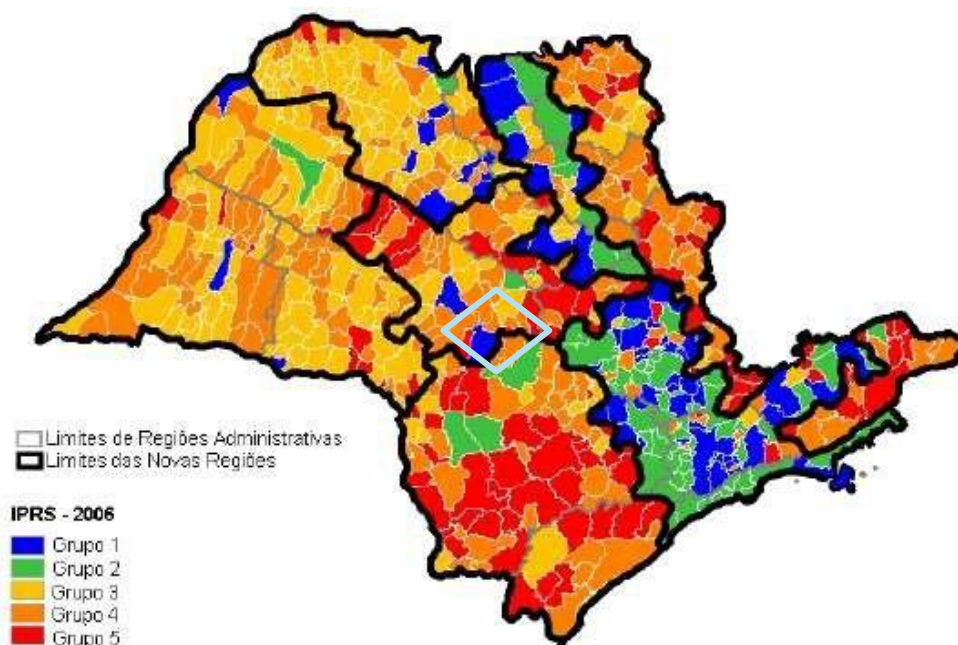 Limites de Regiões Administrativas
Limites das Novas Regiões
IPRS - 2006
Grupo 1
Grupo 2
Grupo 3
Grupo 4
Grupo 5